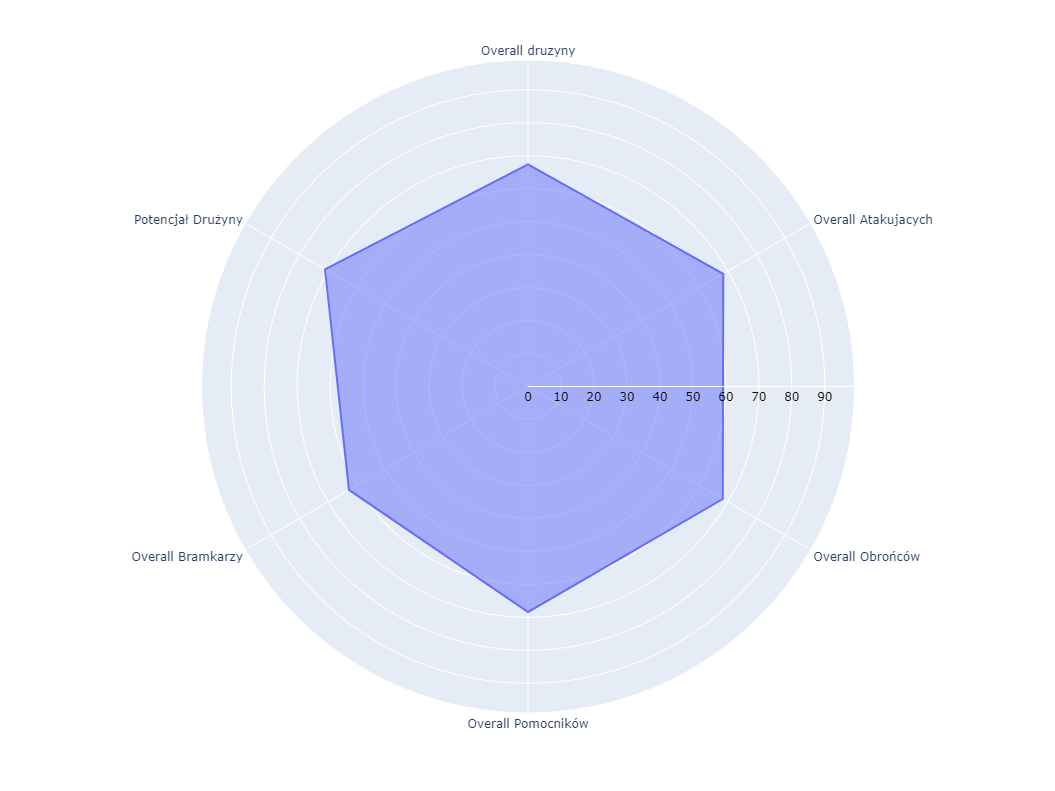 Overall druzyny
Potencjał Drużyny
Overall Atakujacych
0 10 20 30 40 50 60 70 80 90
Overall Bramkarzy
Overall Obrońców
Overall Pomocników